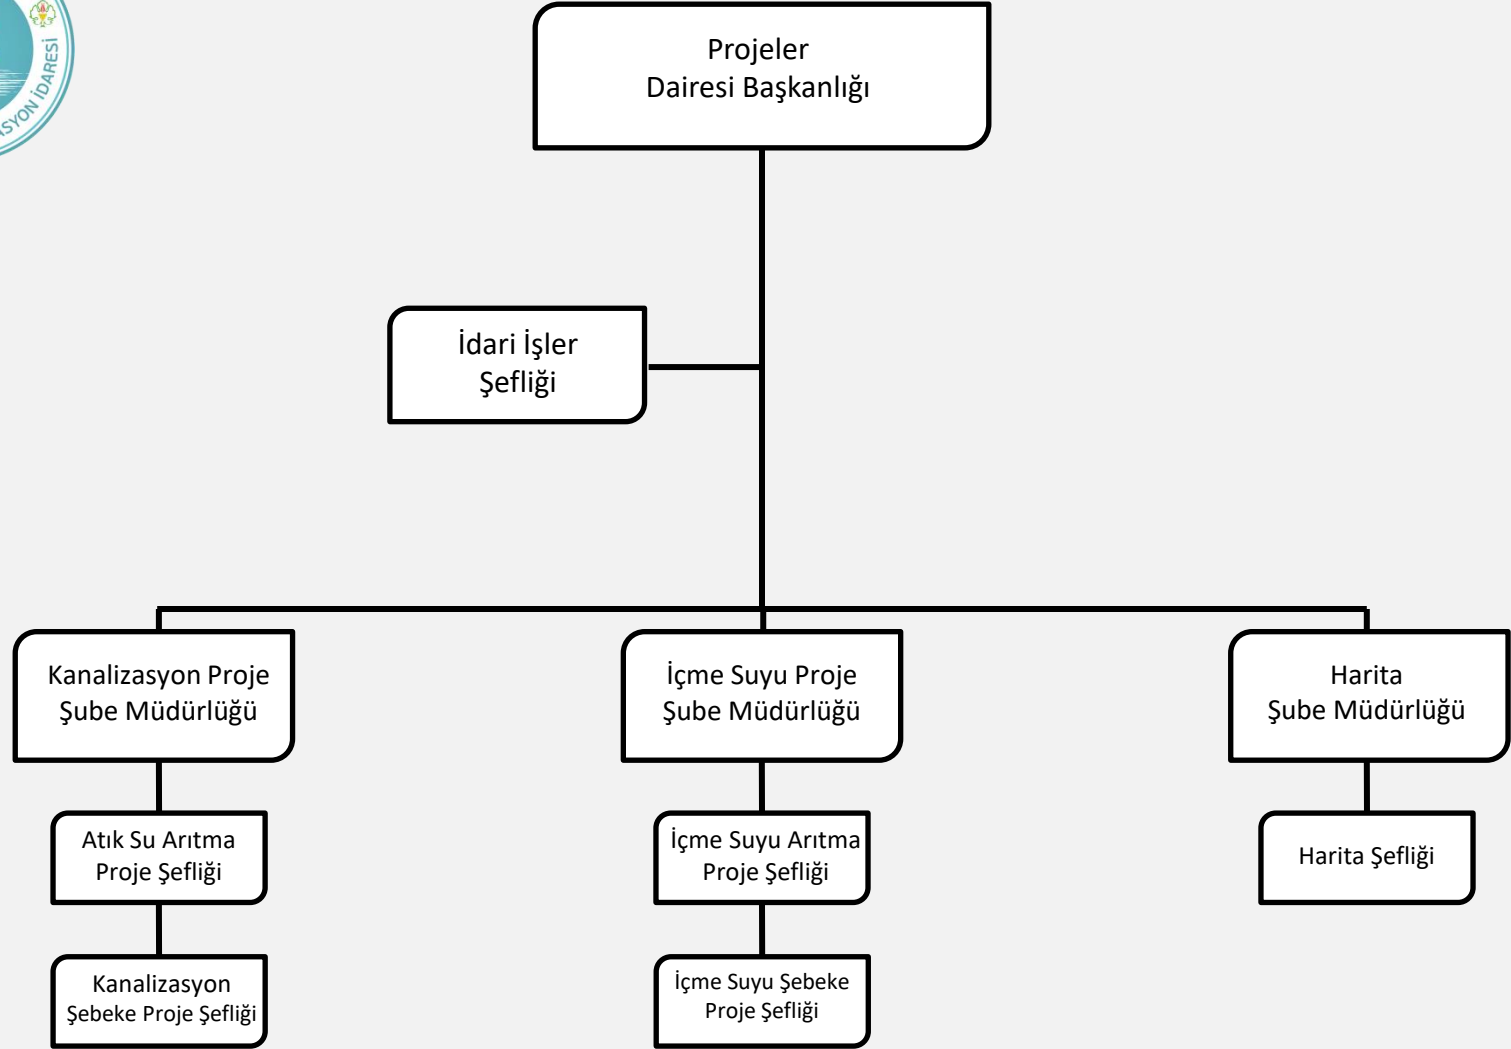 ASYON İDARESİ
Projeler
Dairesi Başkanlığı
İdari İşler
Şefliği
Kanalizasyon Proje
Şube Müdürlüğü
İçme Suyu Proje
Şube Müdürlüğü
Harita
Şube Müdürlüğü
Atık Su Arıtma
Proje Şefliği
İçme Suyu Arıtma
Proje Şefliği
Harita Şefliği
Kanalizasyon
Şebeke Proje Şefliği
İçme Suyu Şebeke
Proje Şefliği